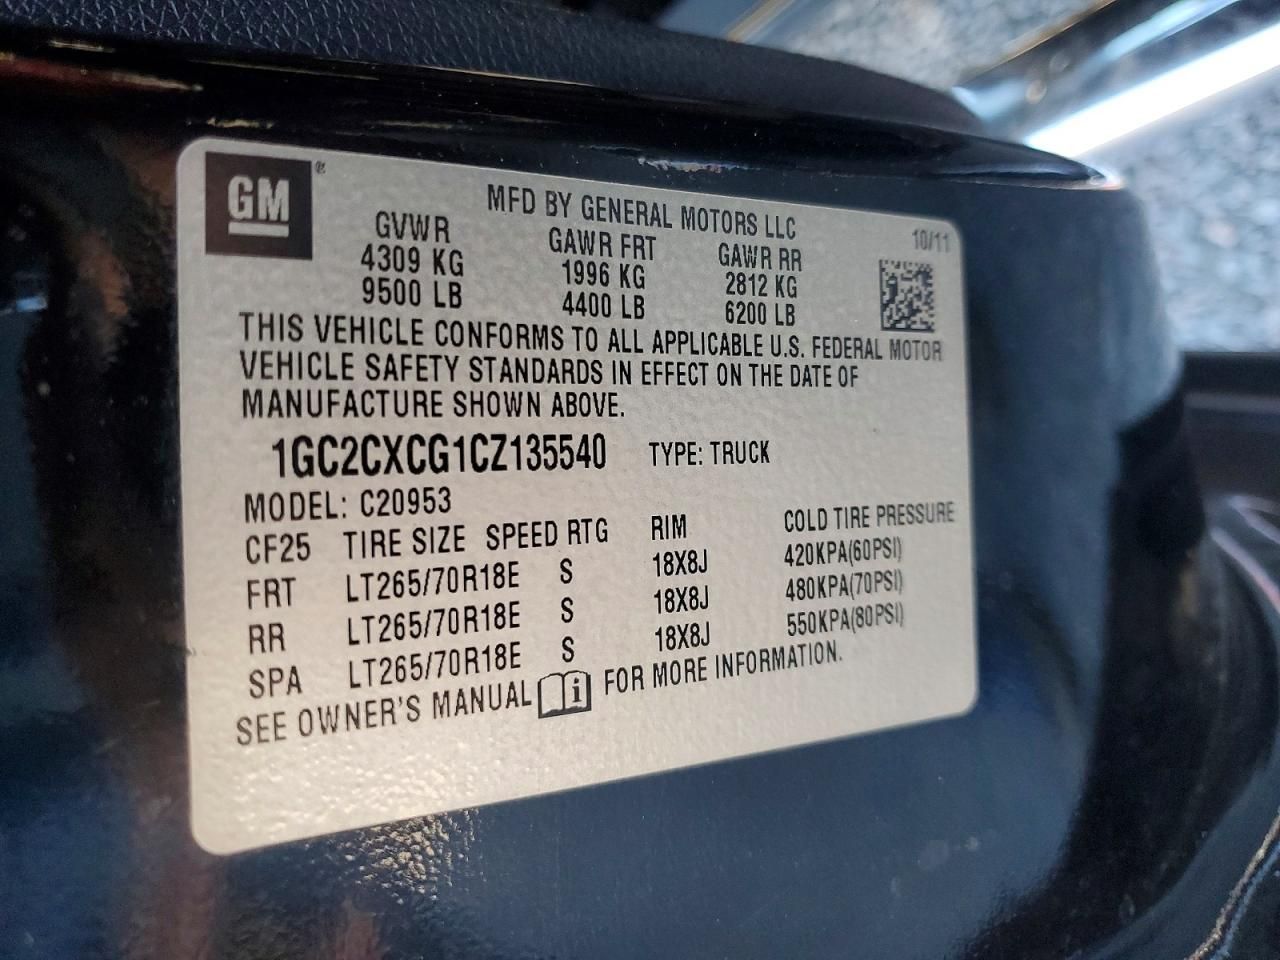 GM ®
MFD BY GENERAL MOTORS LLC
10/11
GVWR GAWR FRT GAWR RR
4309 KG 1996 KG 2812 KG
9500 LB 4400 LB 6200 LB
THIS VEHICLE CONFORMS TO ALL APPLICABLE U.S. FEDERAL MOTOR
VEHICLE SAFETY STANDARDS IN EFFECT ON THE DATE OF
MANUFACTURE SHOWN ABOVE.
1GC2CXCG1CZ135540 TYPE: TRUCK
MODEL: C20953
CF25 TIRE SIZE SPEED RTG RIM COLD TIRE PRESSURE
FRT LT265/70R18E S 18X8J 420KPA(60PSI)
RR LT265/70R18E S 18X8J 480KPA(70PSI)
SPA LT265/70R18E S 18X8J 550KPA(80PSI)
SEE OWNER'S MANUAL FOR MORE INFORMATION.